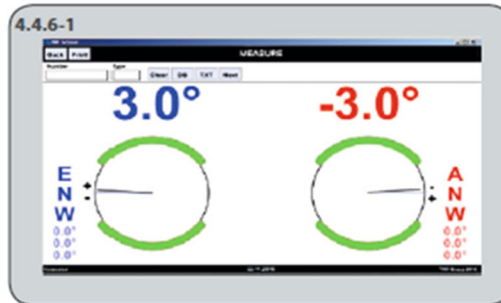 4.4.6-1
Back Print
MEASURE
Number Type
Clear DB TXT Next
3.0°
-3.0°
E
N
W
+
-
0.0°
0.0°
0.0°
A
N
W
-
+
0.0°
0.0°
0.0°